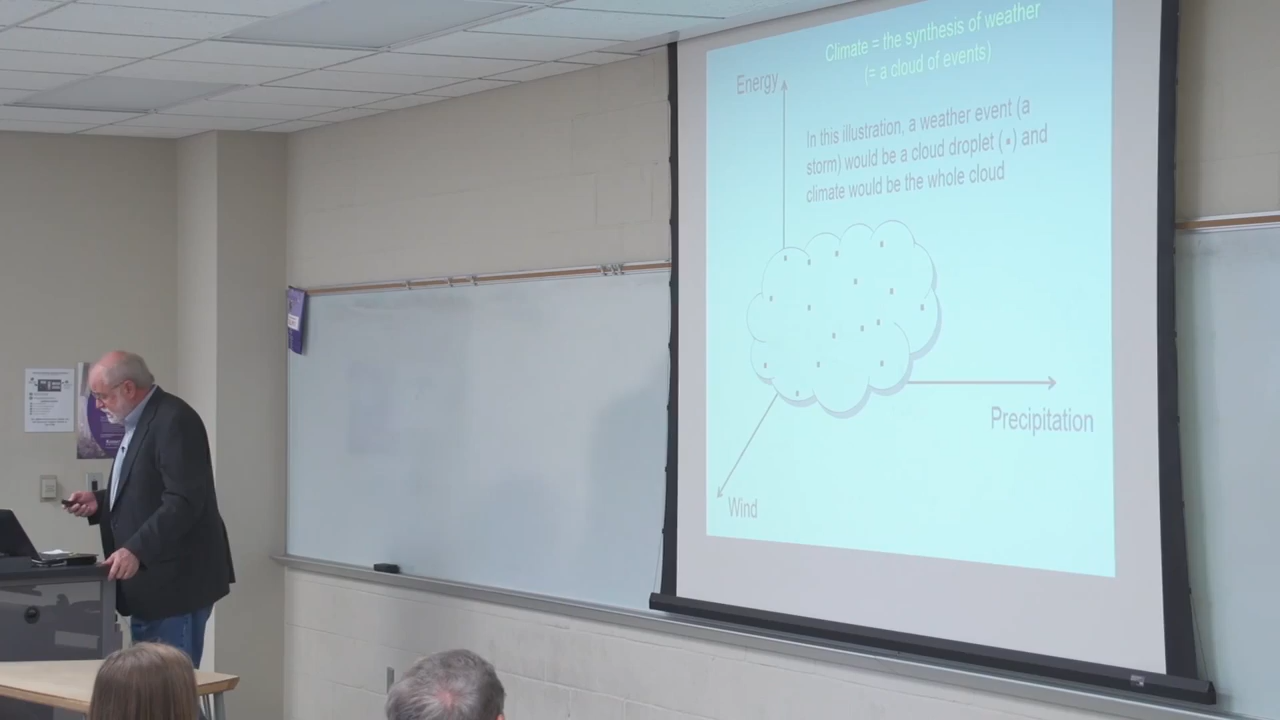 Climate = the synthesis of weather
(= a cloud of events)
Energy
In this illustration, a weather event (a
storm) would be a cloud droplet (▪) and
climate would be the whole cloud
Precipitation
Wind